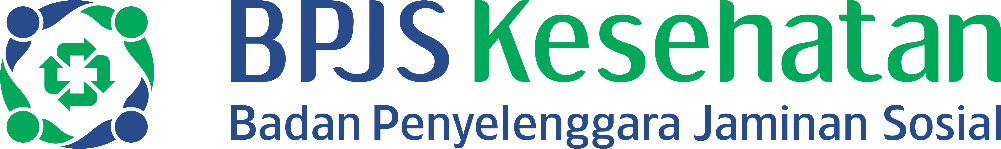 BPJS Kesehatan
Badan Penyelenggara Jaminan Sosial